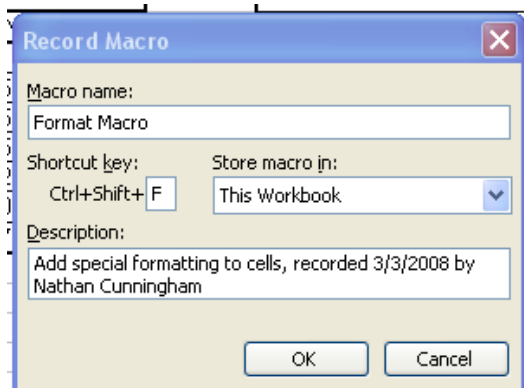 Record Macro
Macro name:
Format Macro
Shortcut key:
Store macro in:
Ctrl+Shift+ F
This Workbook
Description:
Add special formatting to cells, recorded 3/3/2008 by
Nathan Cunningham
OK
Cancel